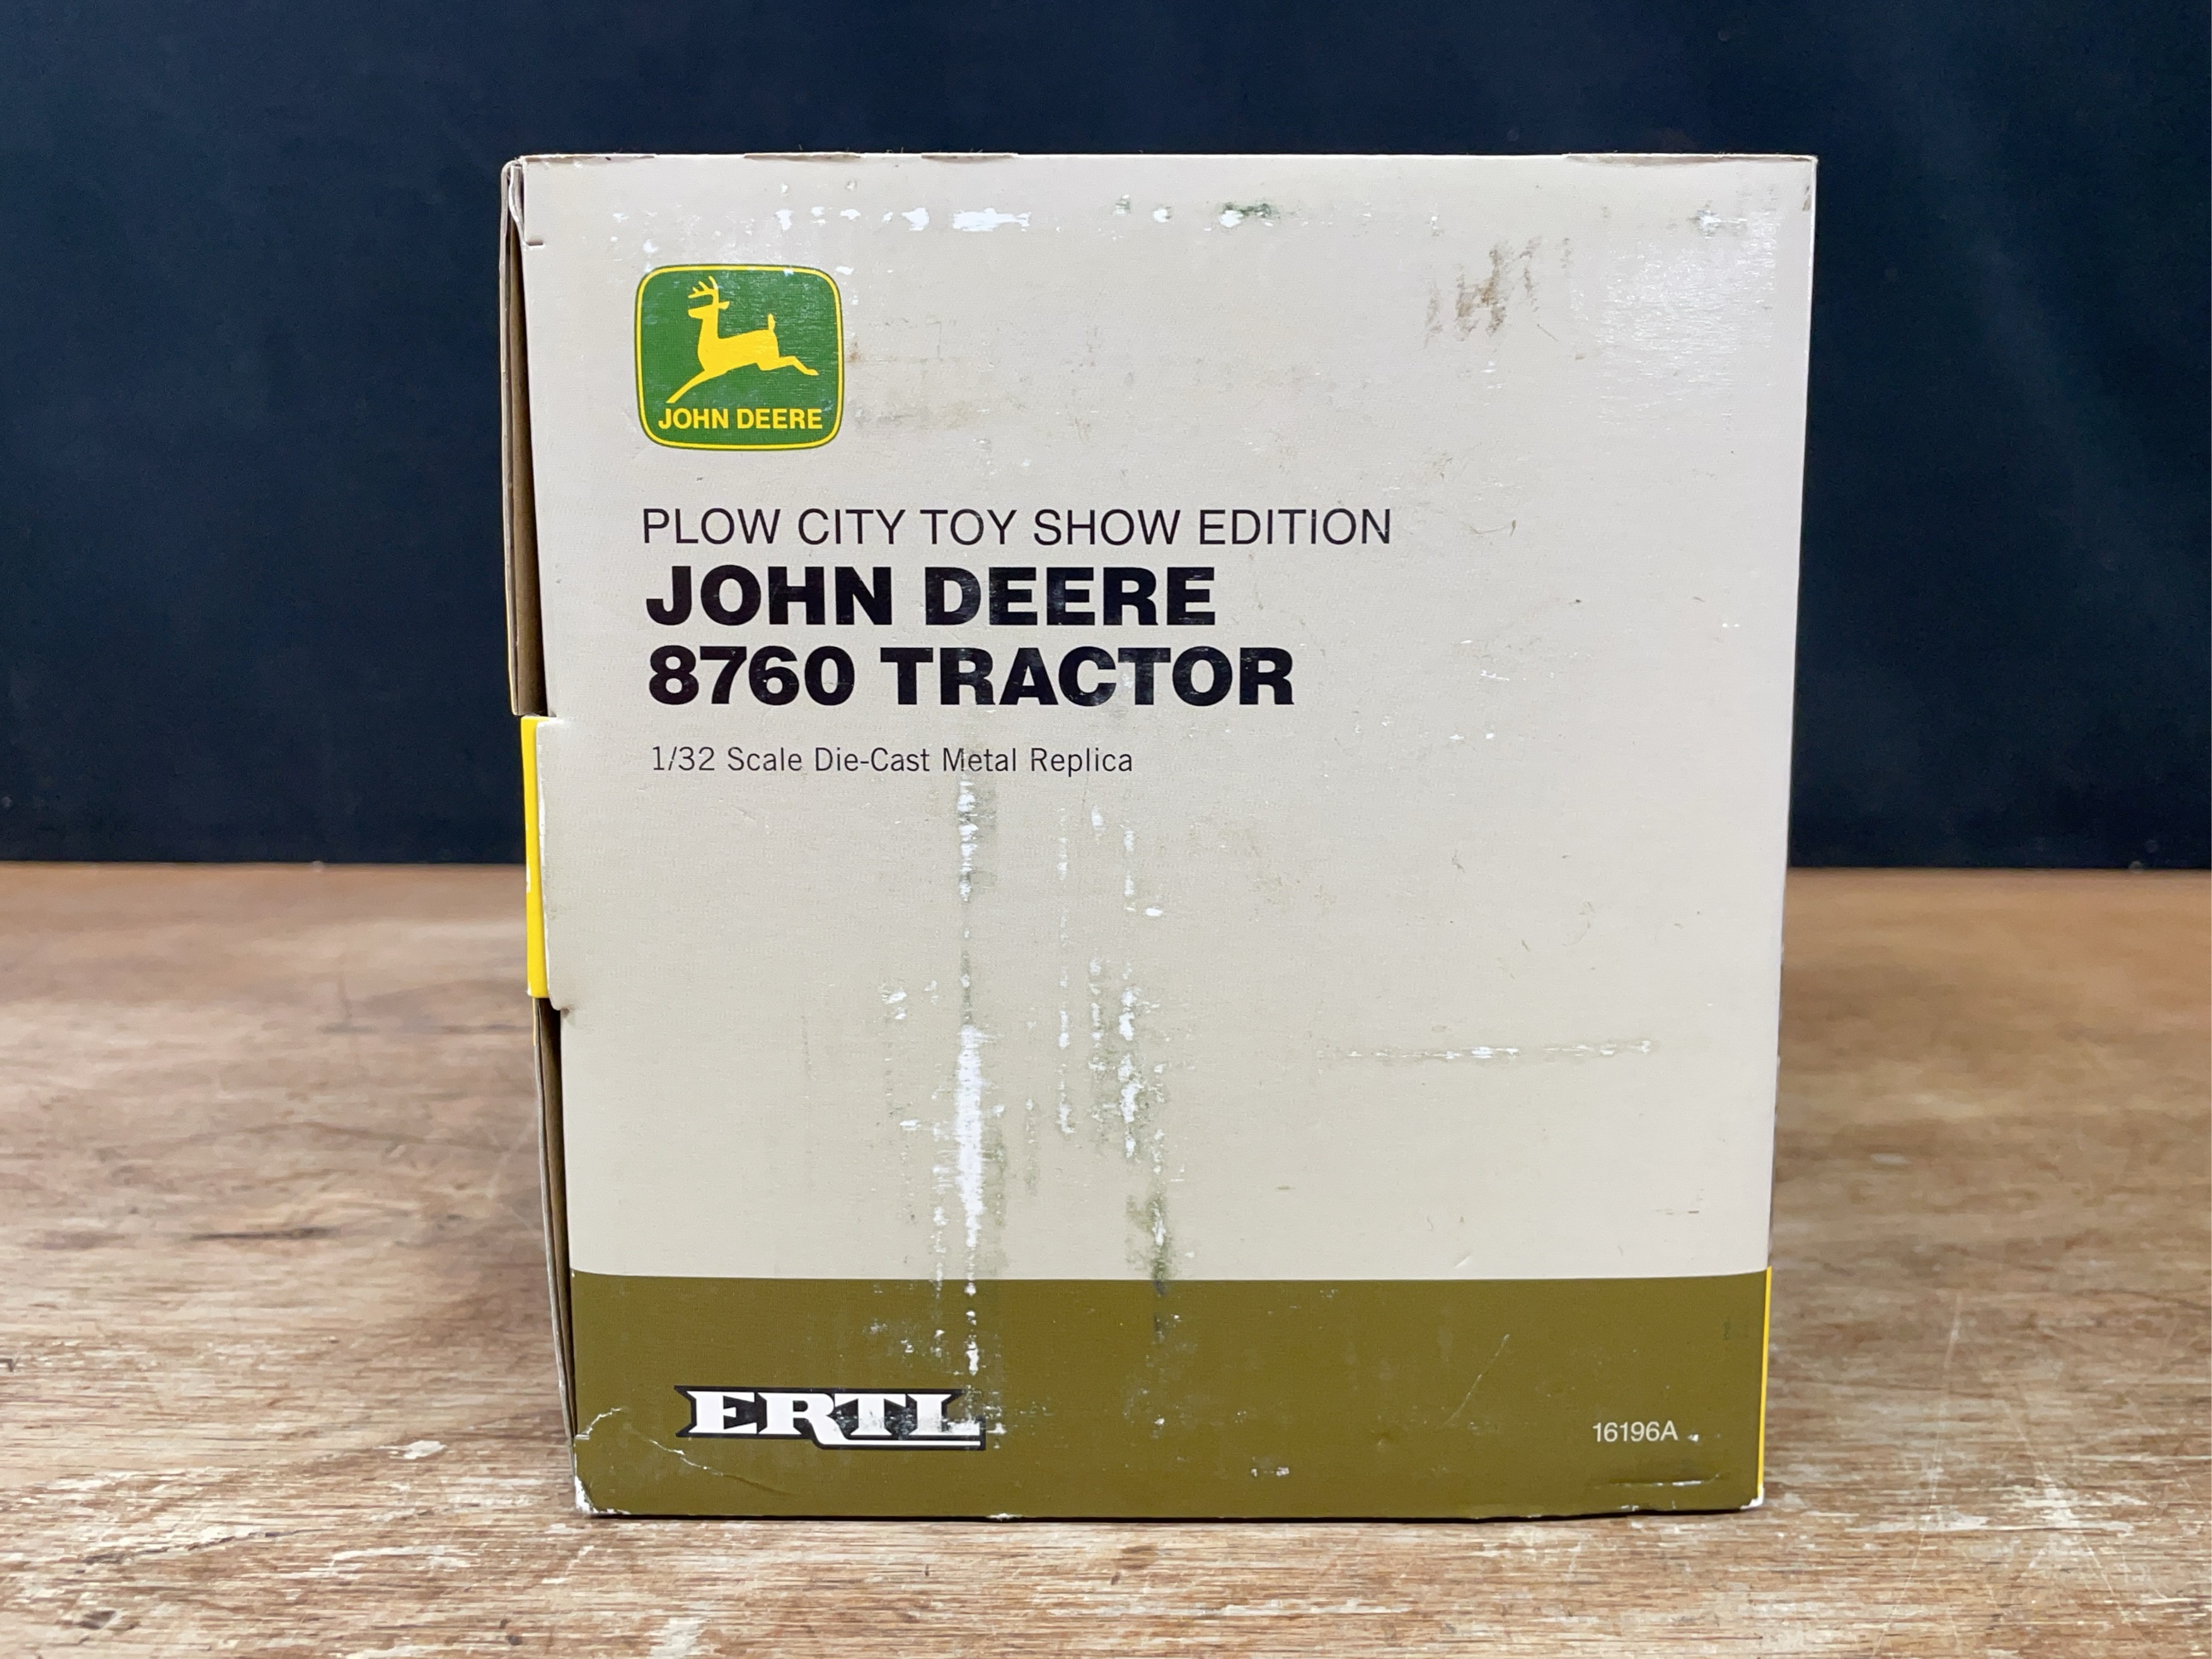 JOHN DEERE
PLOW CITY TOY SHOW EDITION
JOHN DEERE
8760 TRACTOR
1/32 Scale Die-Cast Metal Replica
ERTL
16196A